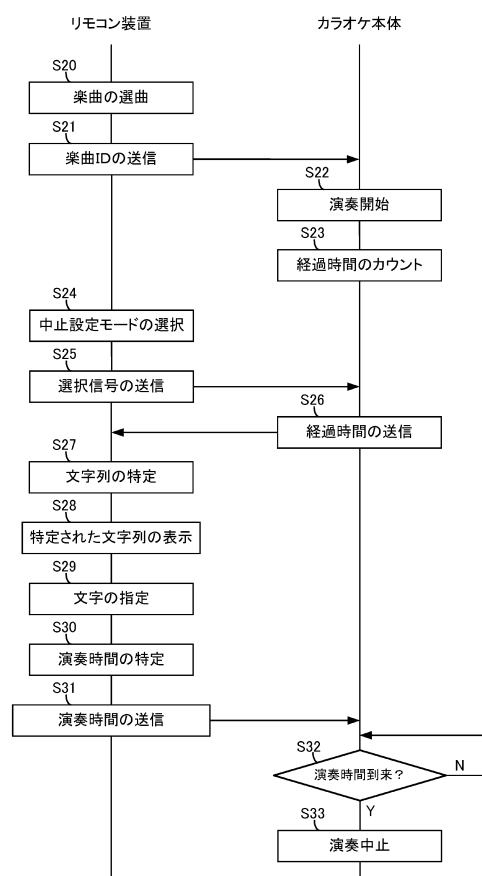 リモコン装置
カラオケ本体
S20
楽曲の選曲
S21
楽曲IDの送信
S22
演奏開始
S23
経過時間のカウント
S24
中止設定モードの選択
S25
選択信号の送信
S26
経過時間の送信
S27
文字列の特定
S28
特定された文字列の表示
S29
文字の指定
S30
演奏時間の特定
S31
演奏時間の送信
S32
演奏時間到来?
N
Y
S33
演奏中止